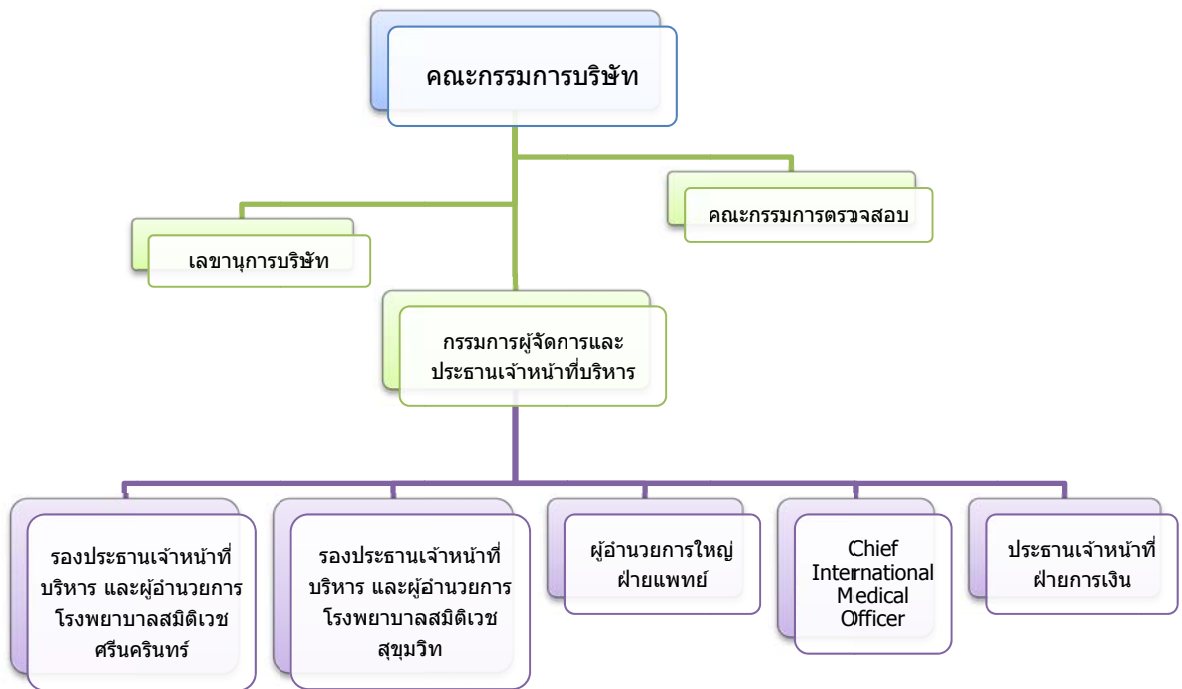 คณะกรรมการบริษัท
คณะกรรมการตรวจสอบ
เลขานุการบริษัท
กรรมการผู้จัดการและ
ประธานเจ้าหน้าที่บริหาร
รองประธานเจ้าหน้าที่
บริหาร และผู้อำนวยการ
โรงพยาบาลสมิติเวช
ศรีนครินทร์
รองประธานเจ้าหน้าที่
บริหาร และผู้อำนวยการ
โรงพยาบาลสมิติเวช
สุขุมวิท
ผู้อำนวยการใหญ่
ฝ่ายแพทย์
Chief
International
Medical
Officer
ประธานเจ้าหน้าที่
ฝ่ายการเงิน